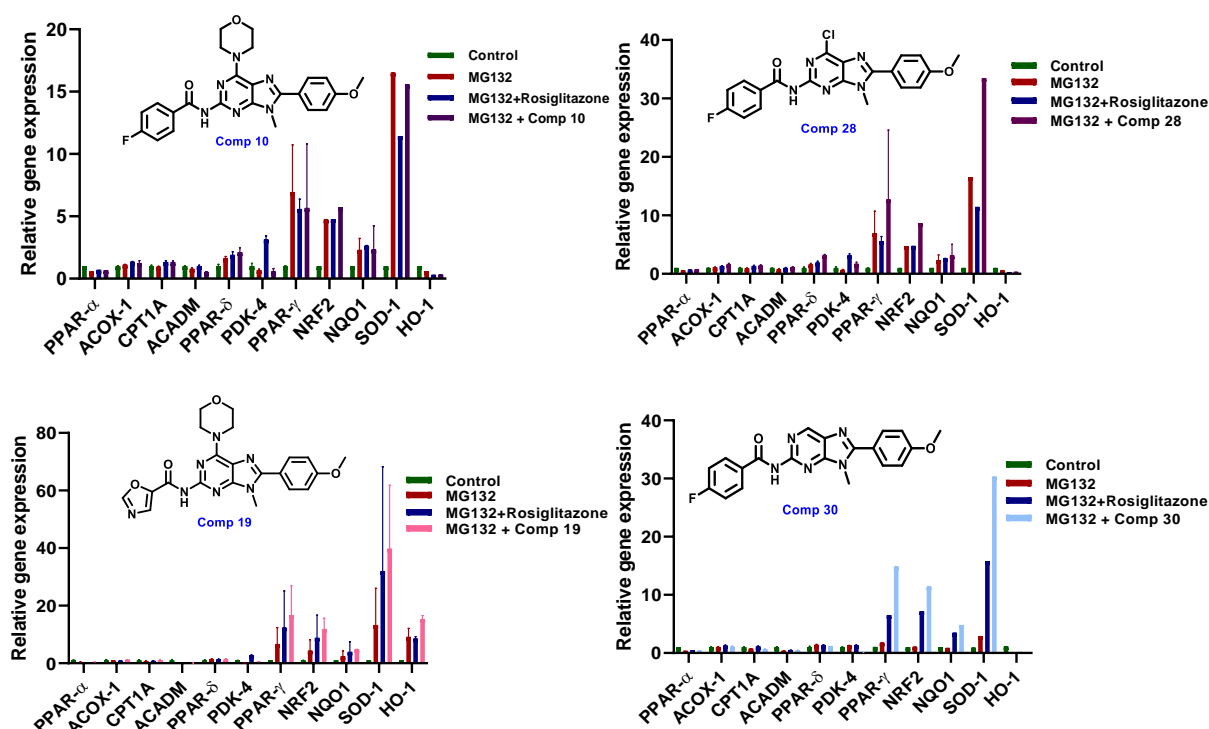 Relative gene expression
20
15
10
5
0
O
N
N
N
N
N
N
H
O
F
O
Comp 10
Control
MG132
MG132+Rosiglitazone
MG132 + Comp 10
PPAR-α
ACOX-1
CPT1A
ACADM
PPAR-δ
PDK-4
PPAR-γ
NRF2
NQO1
SOD-1
HO-1
Relative gene expression
40
30
20
10
0
Cl
N
N
N
N
N
H
O
F
O
Comp 28
Control
MG132
MG132+Rosiglitazone
MG132 + Comp 28
PPAR-α
ACOX-1
CPT1A
ACADM
PPAR-δ
PDK-4
PPAR-γ
NRF2
NQO1
SOD-1
HO-1
Relative gene expression
80
60
40
20
0
O
N
N
N
N
N
N
H
O
O
N
O
Comp 19
Control
MG132
MG132+Rosiglitazone
MG132 + Comp 19
PPAR-α
ACOX-1
CPT1A
ACADM
PPAR-δ
PDK-4
PPAR-γ
NRF2
NQO1
SOD-1
HO-1
Relative gene expression
40
30
20
10
0
N
N
N
N
N
H
O
F
O
Comp 30
Control
MG132
MG132+Rosiglitazone
MG132 + Comp 30
PPAR-α
ACOX-1
CPT1A
ACADM
PPAR-δ
PDK-4
PPAR-γ
NRF2
NQO1
SOD-1
HO-1